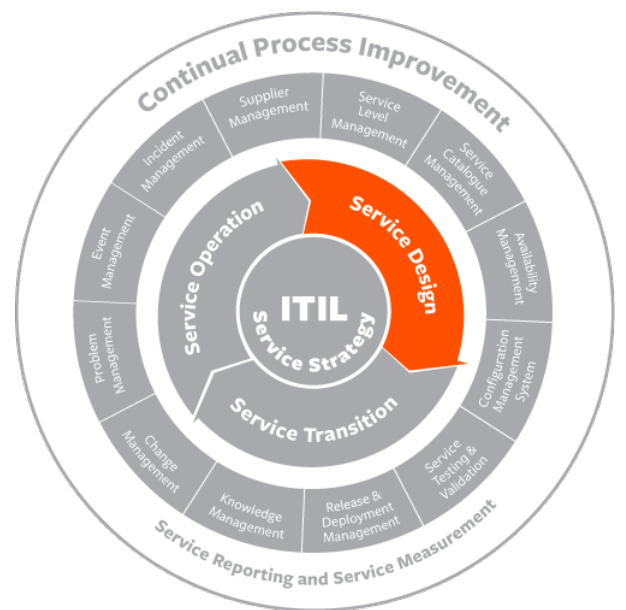 Continual Process Improvement
Supplier
Management
Service
Level
Management
Service
Catalogue
Management
Availability
Management
Configuration
Management
System
Service
Testing &
Validation
Release &
Deployment
Management
Knowledge
Management
Change
Management
Problem
Management
Event
Management
Incident
Management
Service Operation
Service Design
Service Transition
ITIL
Service Strategy
Service Reporting and Service Measurement